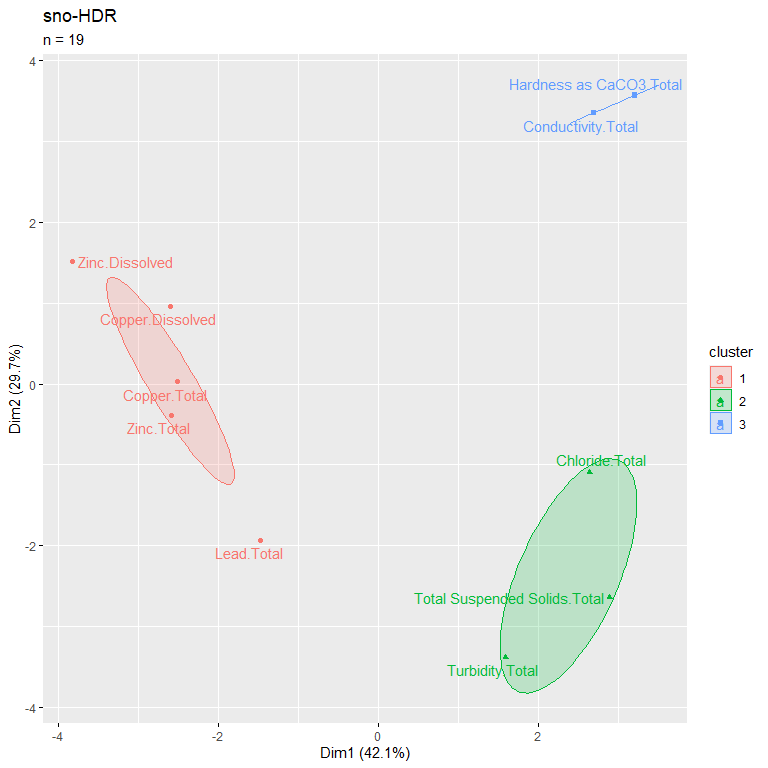 sno-HDR
n = 19
Hardness as CaCO3.Total
Conductivity.Total
Zinc.Dissolved
Copper.Dissolved
Copper.Total
Zinc.Total
Lead.Total
Chloride.Total
Total Suspended Solids.Total
Turbidity.Total
4
2
0
-2
-4
Dim2 (29.7%)
-4
-2
0
2
Dim1 (42.1%)
cluster
a 1
a 2
a 3